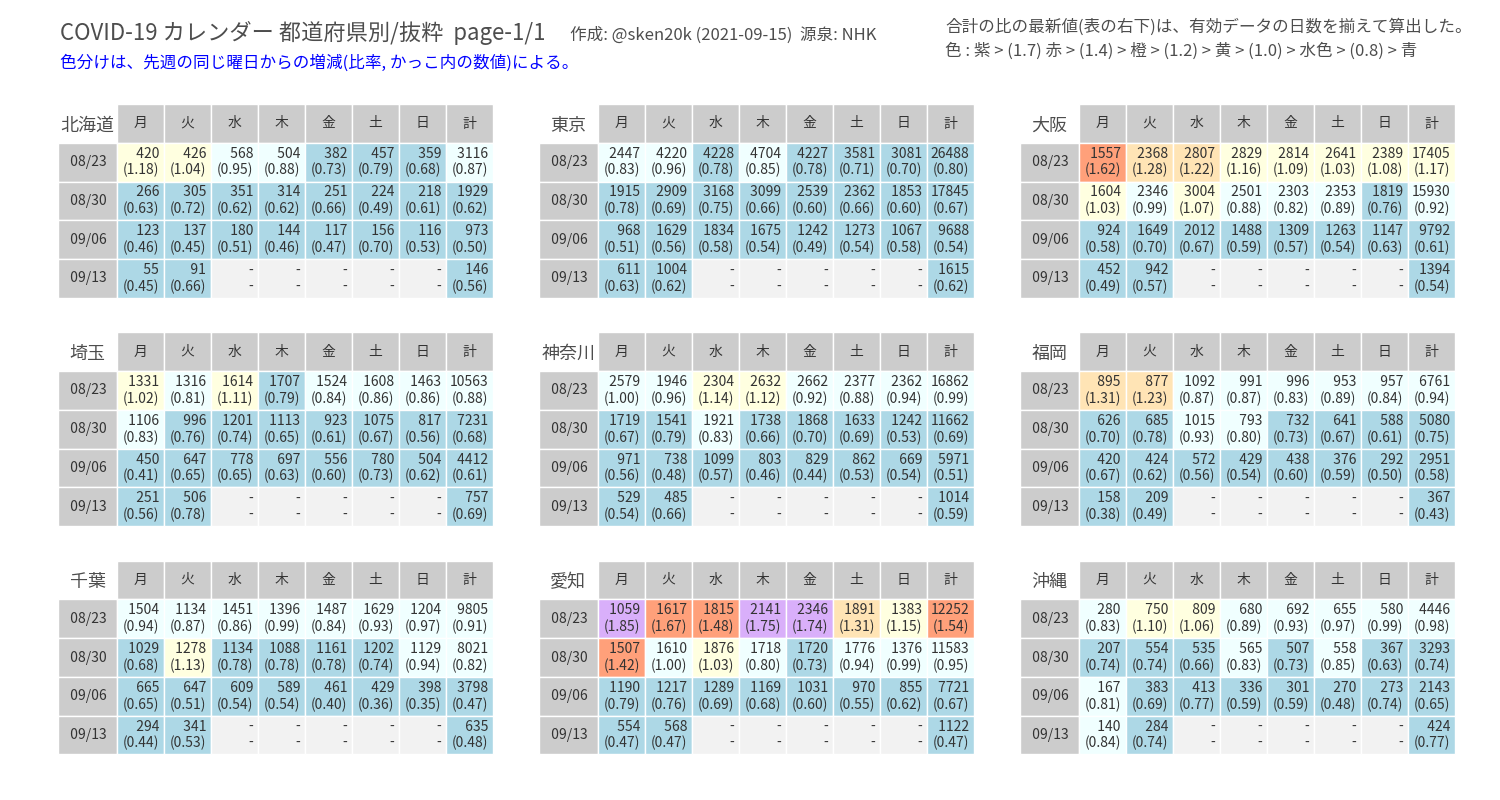 COVID-19 カレンダー 都道府県別/抜粋 page-1/1 作成: @sken20k (2021-09-15) 源泉: NHK
色分けは、先週の同じ曜日からの増減(比率, かっこ内の数値)による。
合計の比の最新値(表の右下)は、有効データの日数を揃えて算出した。
色 : 紫 > (1.7) 赤 > (1.4) 橙 > (1.2) 黄 > (1.0) > 水色 > (0.8) > 青
北海道 月 火 水 木 金 土 日 計
08/23 420 426 568 504 382 457 359 3116
(1.18) (1.04) (0.95) (0.88) (0.73) (0.79) (0.68) (0.87)
08/30 266 305 351 314 251 224 218 1929
(0.63) (0.72) (0.62) (0.62) (0.66) (0.49) (0.61) (0.62)
09/06 123 137 180 144 117 156 116 973
(0.46) (0.45) (0.51) (0.46) (0.47) (0.70) (0.53) (0.50)
09/13 55 91 - - - - - 146
(0.45) (0.66) - - - - - (0.56)
東京 月 火 水 木 金 土 日 計
08/23 2447 4220 4228 4704 4227 3581 3081 26488
(0.83) (0.96) (0.78) (0.85) (0.78) (0.71) (0.70) (0.80)
08/30 1915 2909 3168 3099 2539 2362 1853 17845
(0.78) (0.69) (0.75) (0.66) (0.60) (0.66) (0.60) (0.67)
09/06 968 1629 1834 1675 1242 1273 1067 9688
(0.51) (0.56) (0.58) (0.54) (0.49) (0.54) (0.58) (0.54)
09/13 611 1004 - - - - - 1615
(0.63) (0.62) - - - - - (0.62)
大阪 月 火 水 木 金 土 日 計
08/23 1557 2368 2807 2829 2814 2641 2389 17405
(1.62) (1.28) (1.22) (1.16) (1.09) (1.03) (1.08) (1.17)
08/30 1604 2346 3004 2501 2303 2353 1819 15930
(1.03) (0.99) (1.07) (0.88) (0.82) (0.89) (0.76) (0.92)
09/06 924 1649 2012 1488 1309 1263 1147 9792
(0.58) (0.70) (0.67) (0.59) (0.57) (0.54) (0.63) (0.61)
09/13 452 942 - - - - - 1394
(0.49) (0.57) - - - - - (0.54)
埼玉 月 火 水 木 金 土 日 計
08/23 1331 1316 1614 1707 1524 1608 1463 10563
(1.02) (0.81) (1.11) (0.79) (0.84) (0.86) (0.86) (0.88)
08/30 1106 996 1201 1113 923 1075 817 7231
(0.83) (0.76) (0.74) (0.65) (0.61) (0.67) (0.56) (0.68)
09/06 450 647 778 697 556 780 504 4412
(0.41) (0.65) (0.65) (0.63) (0.60) (0.73) (0.62) (0.61)
09/13 251 506 - - - - - 757
(0.56) (0.78) - - - - - (0.69)
神奈川 月 火 水 木 金 土 日 計
08/23 2579 1946 2304 2632 2662 2377 2362 16862
(1.00) (0.96) (1.14) (1.12) (0.92) (0.88) (0.94) (0.99)
08/30 1719 1541 1921 1738 1868 1633 1242 11662
(0.67) (0.79) (0.83) (0.66) (0.70) (0.69) (0.53) (0.69)
09/06 971 738 1099 803 829 862 669 5971
(0.56) (0.48) (0.57) (0.46) (0.44) (0.53) (0.54) (0.51)
09/13 529 485 - - - - - 1014
(0.54) (0.66) - - - - - (0.59)
福岡 月 火 水 木 金 土 日 計
08/23 895 877 1092 991 996 953 957 6761
(1.31) (1.23) (0.87) (0.87) (0.83) (0.89) (0.84) (0.94)
08/30 626 685 1015 793 732 641 588 5080
(0.70) (0.78) (0.93) (0.80) (0.73) (0.67) (0.61) (0.75)
09/06 420 424 572 429 438 376 292 2951
(0.67) (0.62) (0.56) (0.54) (0.60) (0.59) (0.50) (0.58)
09/13 158 209 - - - - - 367
(0.38) (0.49) - - - - - (0.43)
千葉 月 火 水 木 金 土 日 計
08/23 1504 1134 1451 1396 1487 1629 1204 9805
(0.94) (0.87) (0.86) (0.99) (0.84) (0.93) (0.97) (0.91)
08/30 1029 1278 1134 1088 1161 1202 1129 8021
(0.68) (1.13) (0.78) (0.78) (0.78) (0.74) (0.94) (0.82)
09/06 665 647 609 589 461 429 398 3798
(0.65) (0.51) (0.54) (0.54) (0.40) (0.36) (0.35) (0.47)
09/13 294 341 - - - - - 635
(0.44) (0.53) - - - - - (0.48)
愛知 月 火 水 木 金 土 日 計
08/23 1059 1617 1815 2141 2346 1891 1383 12252
(1.85) (1.67) (1.48) (1.75) (1.74) (1.31) (1.15) (1.54)
08/30 1507 1610 1876 1718 1720 1776 1376 11583
(1.42) (1.00) (1.03) (0.80) (0.73) (0.94) (0.99) (0.95)
09/06 1190 1217 1289 1169 1031 970 855 7721
(0.79) (0.76) (0.69) (0.68) (0.60) (0.55) (0.62) (0.67)
09/13 554 568 - - - - - 1122
(0.47) (0.47) - - - - - (0.47)
沖縄 月 火 水 木 金 土 日 計
08/23 280 750 809 680 692 655 580 4446
(0.83) (1.10) (1.06) (0.89) (0.93) (0.97) (0.99) (0.98)
08/30 207 554 535 565 507 558 367 3293
(0.74) (0.74) (0.66) (0.83) (0.73) (0.85) (0.63) (0.74)
09/06 167 383 413 336 301 270 273 2143
(0.81) (0.69) (0.77) (0.59) (0.59) (0.48) (0.74) (0.65)
09/13 140 284 - - - - - 424
(0.84) (0.74) - - - - - (0.77)